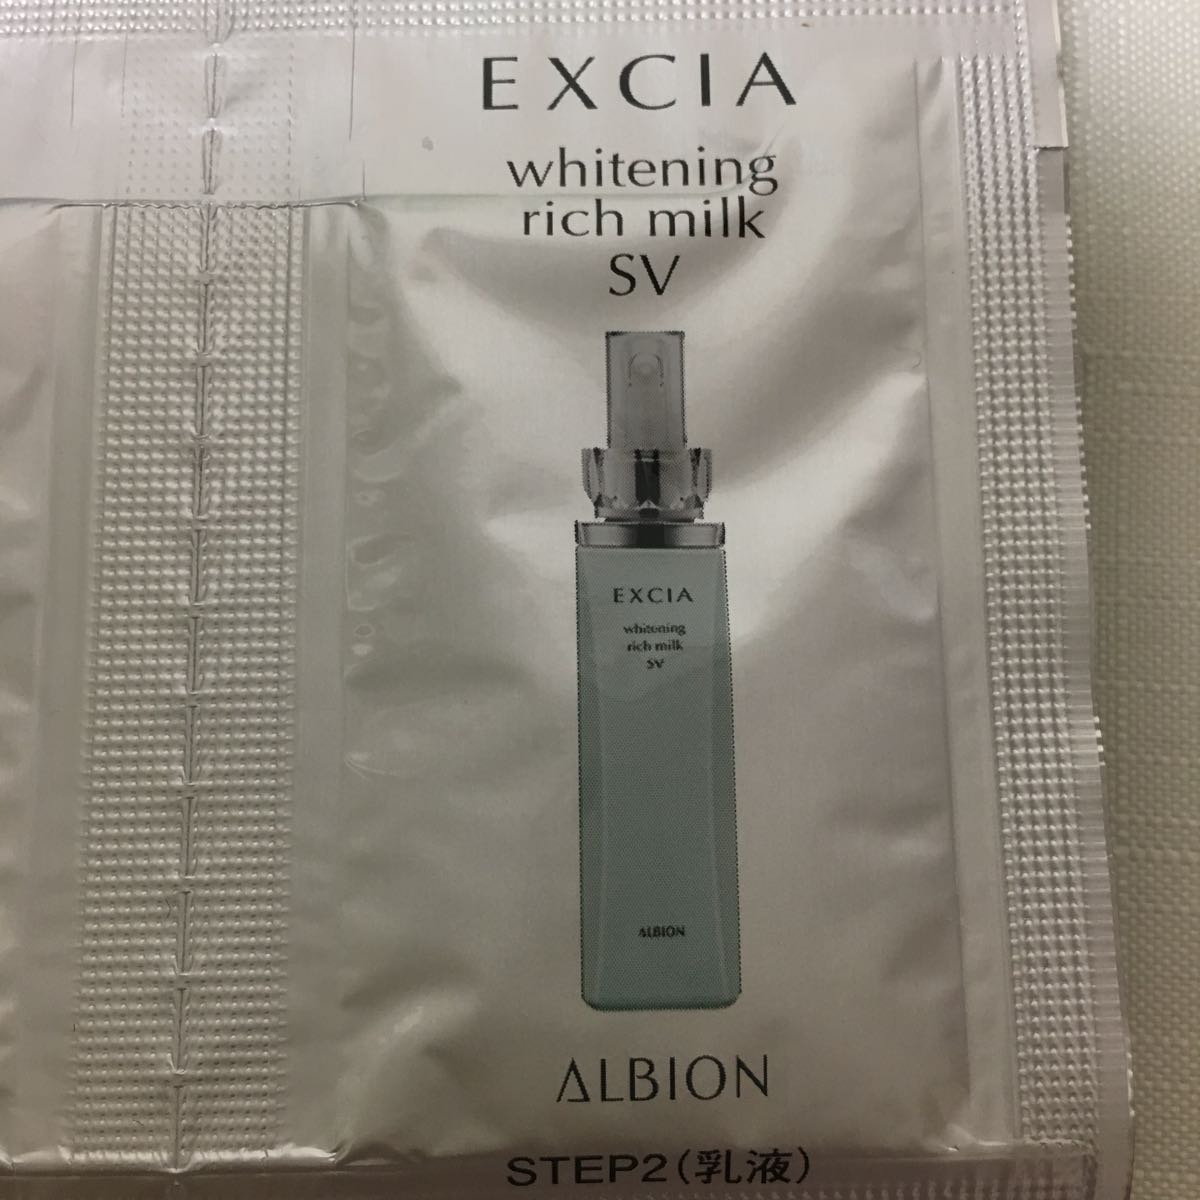 EXCIA
whitening
rich milk
SV
EXCIA
whitening
rich milk
SV
ALBION
ALBION
STEP2(乳液)